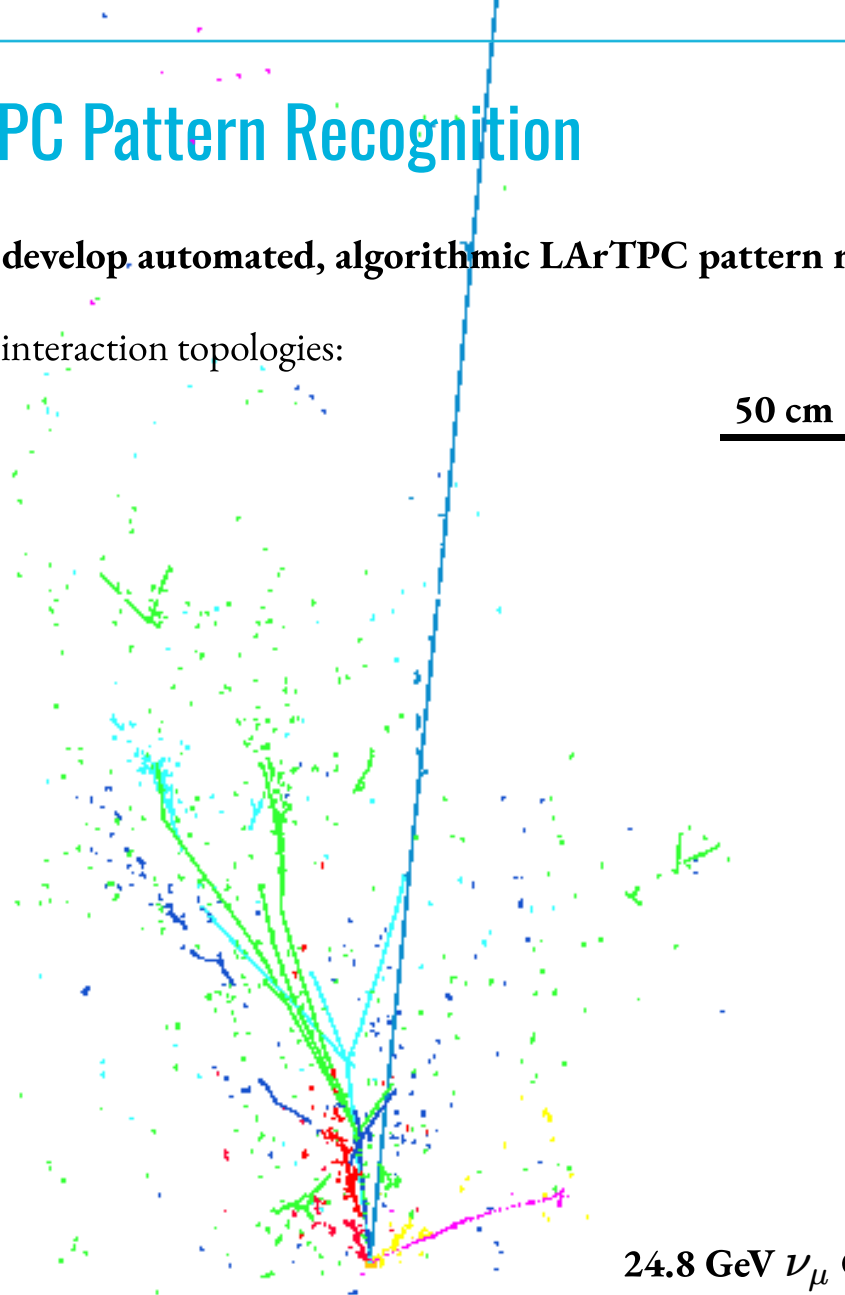 PC Pattern Recognition
develop automated, algorithmic LArTPC pattern
interaction topologies:
50 cm
24.8 GeV νμ